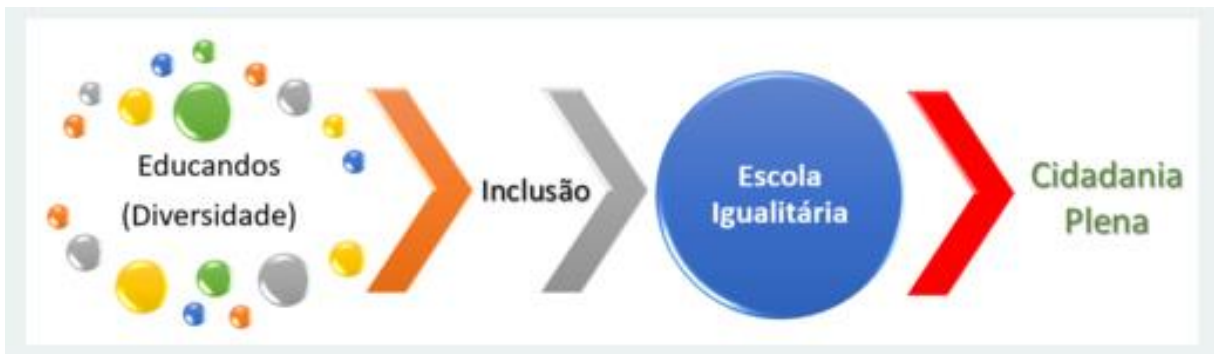 Educandos
(Diversidade)
Inclusão
Escola
Igualitária
Cidadania
Plena